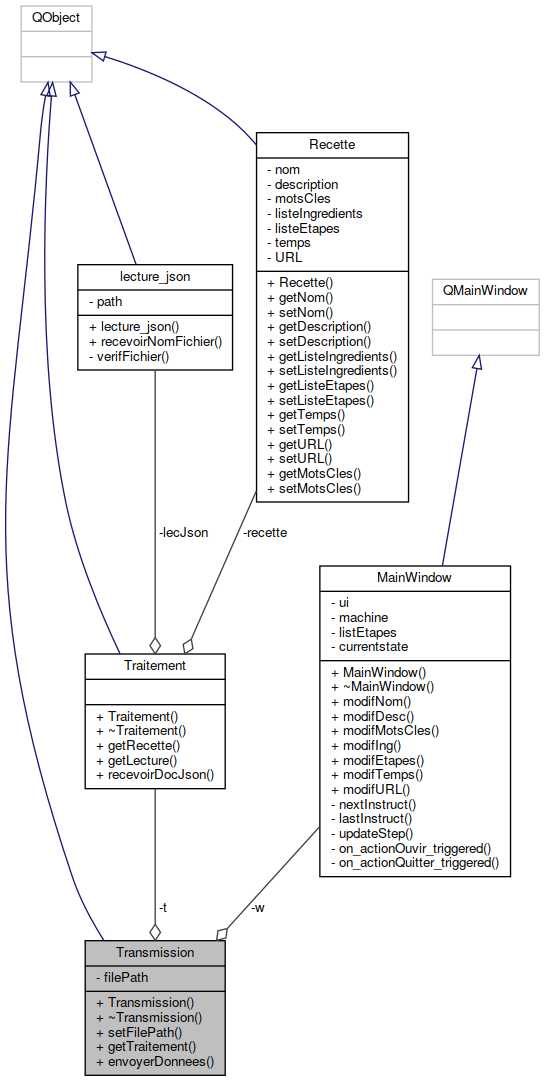 QObject
Recette
- nom
- description
- motsCles
- listeIngredients
- listeEtapes
- temps
- URL
+ Recette()
+ getNom()
+ setNom()
+ getDescription()
+ setDescription()
+ getListeIngredients()
+ setListeIngredients()
+ getListeEtapes()
+ setListeEtapes()
+ getTemps()
+ setTemps()
+ getURL()
+ setURL()
+ getMotsCles()
+ setMotsCles()
lecture_json
- path
+ lecture_json()
+ recevoirNomFichier()
- verifFichier()
QMainWindow
-lecJson
-recette
MainWindow
- ui
- machine
- listEtapes
- currentstate
+ MainWindow()
+ ~MainWindow()
+ modifNom()
+ modifDesc()
+ modifMotsCles()
+ modifIng()
+ modifEtapes()
+ modifTemps()
+ modifURL()
- nextInstruct()
- lastInstruct()
- updateStep()
- on_actionOuvir_triggered()
- on_actionQuitter_triggered()
Traitement
+ Traitement()
+ ~Traitement()
+ getRecette()
+ getLecture()
+ recevoirDocJson()
-t
-w
Transmission
- filePath
+ Transmission()
+ ~Transmission()
+ setFilePath()
+ getTraitement()
+ envoyerDonnees()